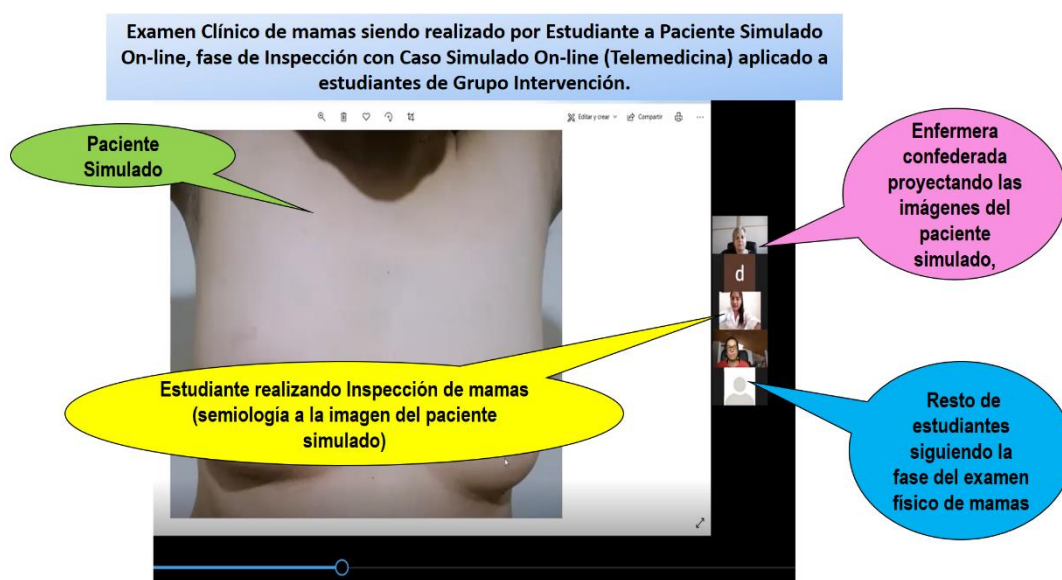 Examen Clínico de mamas siendo realizado por Estudiante a Paciente Simulado
On-line, fase de Inspección con Caso Simulado On-line (Telemedicina) aplicado a
estudiantes de Grupo Intervención.
Editar y crear
Compartir
Paciente
Simulado
Enfermera
confederada
proyectando las
imágenes del
paciente
simulado,
d
Estudiante realizando Inspección de mamas
(semiología a la imagen del paciente
simulado)
Resto de
estudiantes
siguiendo la
fase del examen
físico de mamas